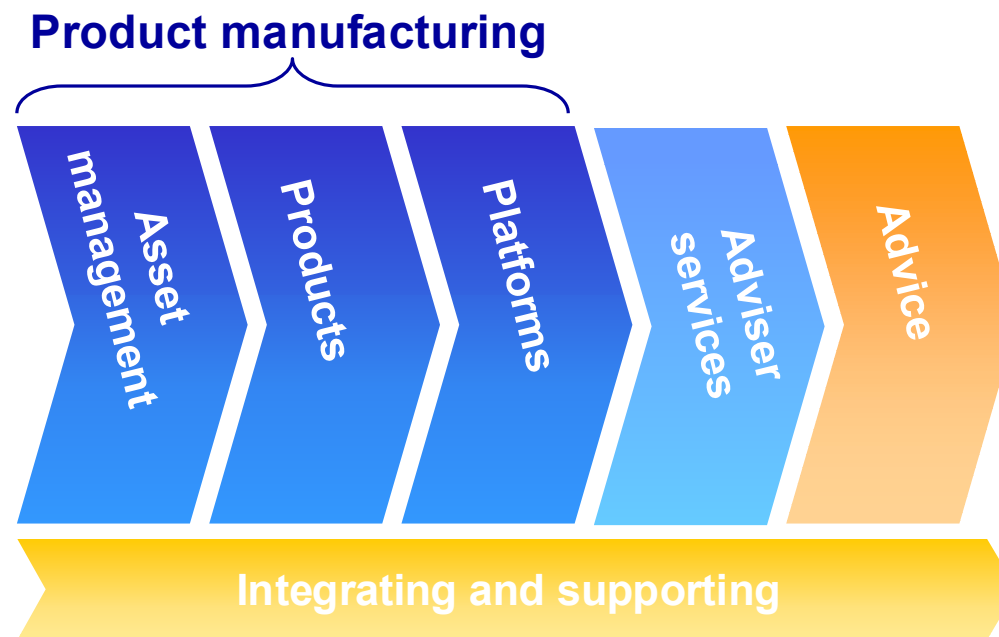 Product manufacturing
Asset
management
Products
Platforms
Adviser
services
Advice
Integrating and supporting